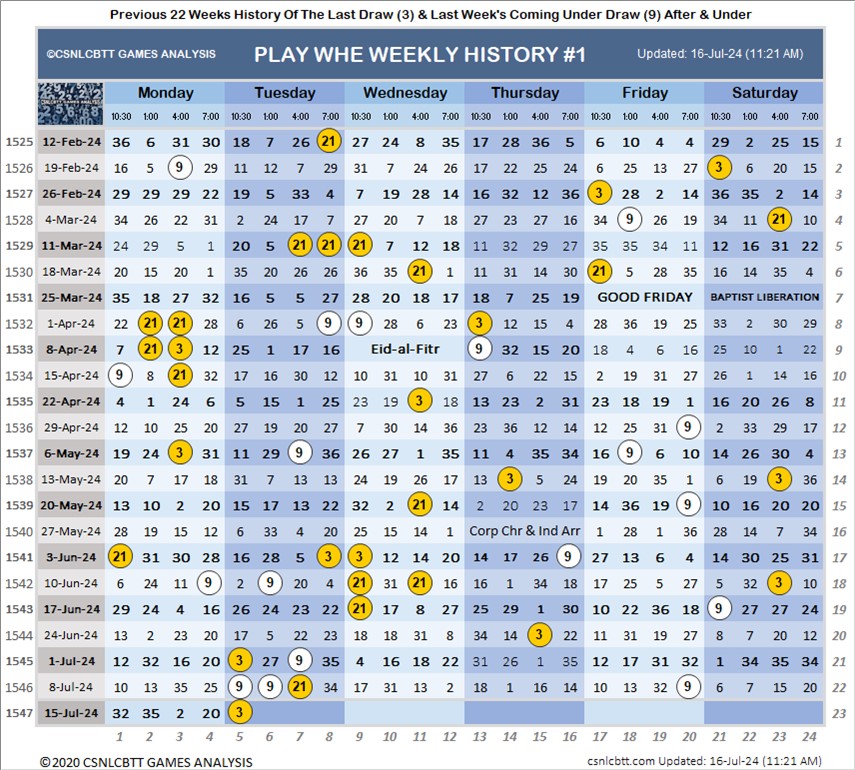 Previous 22 Weeks History Of The Last Draw (3) & Last Week's Coming Under Draw (9) After & Under
©CSNLCBTT GAMES ANALYSIS PLAY WHE WEEKLY HISTORY #1 Updated: 16-Jul-24 (11:21 AM)
Monday Tuesday Wednesday Thursday Friday Saturday
10:30 1:00 4:00 7:00 10:30 1:00 4:00 7:00 10:30 1:00 4:00 7:00 10:30 1:00 4:00 7:00 10:30 1:00 4:00 7:00 10:30 1:00 4:00 7:00
1525 12-Feb-24 36 6 31 30 18 7 26 21 27 24 8 35 17 28 36 5 6 10 4 4 29 2 25 15 1
1526 19-Feb-24 16 5 9 29 11 12 7 29 31 7 24 26 17 22 25 24 6 25 13 27 3 6 20 15 2
1527 26-Feb-24 29 29 29 22 19 5 33 4 7 19 28 14 16 32 12 36 3 28 2 14 36 35 2 14 3
1528 4-Mar-24 34 26 22 31 2 24 17 7 27 20 7 18 27 23 27 16 34 9 19 26 34 11 21 10 4
1529 11-Mar-24 24 29 5 1 20 5 21 21 21 7 12 18 11 32 29 27 35 35 34 11 12 16 31 22 5
1530 18-Mar-24 20 15 20 1 35 20 26 26 36 35 21 1 11 31 14 30 21 5 28 35 16 14 35 4 6
1531 25-Mar-24 35 18 27 32 16 5 5 27 28 20 18 17 18 7 25 19 GOOD FRIDAY BAPTIST LIBERATION 7
1532 1-Apr-24 22 21 21 28 6 26 5 9 9 28 6 23 3 12 15 4 28 36 19 25 33 2 30 29 8
1533 8-Apr-24 7 21 3 12 25 1 17 16 Eid-al-Fitr 9 32 15 20 18 4 6 16 25 10 1 22 9
1534 15-Apr-24 9 8 21 32 17 16 30 12 10 31 10 31 27 6 22 15 2 19 31 27 26 1 14 16 10
1535 22-Apr-24 4 1 24 6 5 15 1 25 23 19 3 18 13 23 2 31 23 18 19 1 16 20 26 8 11
1536 29-Apr-24 12 10 25 20 27 19 20 27 7 30 14 36 23 36 12 14 6 32 31 9 2 33 29 17 12
1537 6-May-24 19 24 3 31 11 29 9 36 26 27 1 35 11 4 35 34 18 9 6 10 14 26 30 4 13
1538 13-May-24 20 7 17 18 31 7 13 13 24 19 26 17 13 3 5 24 19 20 35 1 6 19 3 36 14
1539 20-May-24 13 10 2 20 15 17 13 22 32 2 21 14 2 20 23 17 14 36 19 9 10 16 20 20 15
1540 27-May-24 28 19 15 12 6 33 4 20 25 15 14 1 Corp Chr & Ind Arr 1 28 1 36 28 14 7 34 16
1541 3-Jun-24 21 31 30 28 16 28 5 3 3 12 14 20 14 17 26 9 27 13 6 4 14 30 25 31 17
1542 10-Jun-24 6 24 11 9 2 9 20 4 21 31 21 16 16 1 34 18 17 25 5 27 5 32 3 10 18
1543 17-Jun-24 29 24 4 16 26 24 23 22 21 17 8 27 25 29 1 30 10 22 36 18 9 27 27 24 19
1544 24-Jun-24 13 2 23 20 17 5 22 23 18 18 31 8 34 14 3 22 11 31 19 27 8 7 20 12 20
1545 1-Jul-24 12 32 16 20 3 27 9 35 4 16 18 22 31 26 1 35 12 17 31 32 1 34 35 34 21
1546 8-Jul-24 10 13 35 25 9 9 21 34 17 31 13 2 18 1 16 14 10 13 32 9 6 7 15 20 22
1547 15-Jul-24 32 35 2 20 3 23
1 2 3 4 5 6 7 8 9 10 11 12 13 14 15 16 17 18 19 20 21 22 23 24
©2020 CSNLCBTT GAMES ANALYSIS csnlcbtt.com Updated: 16-Jul-24 (11:21 AM)